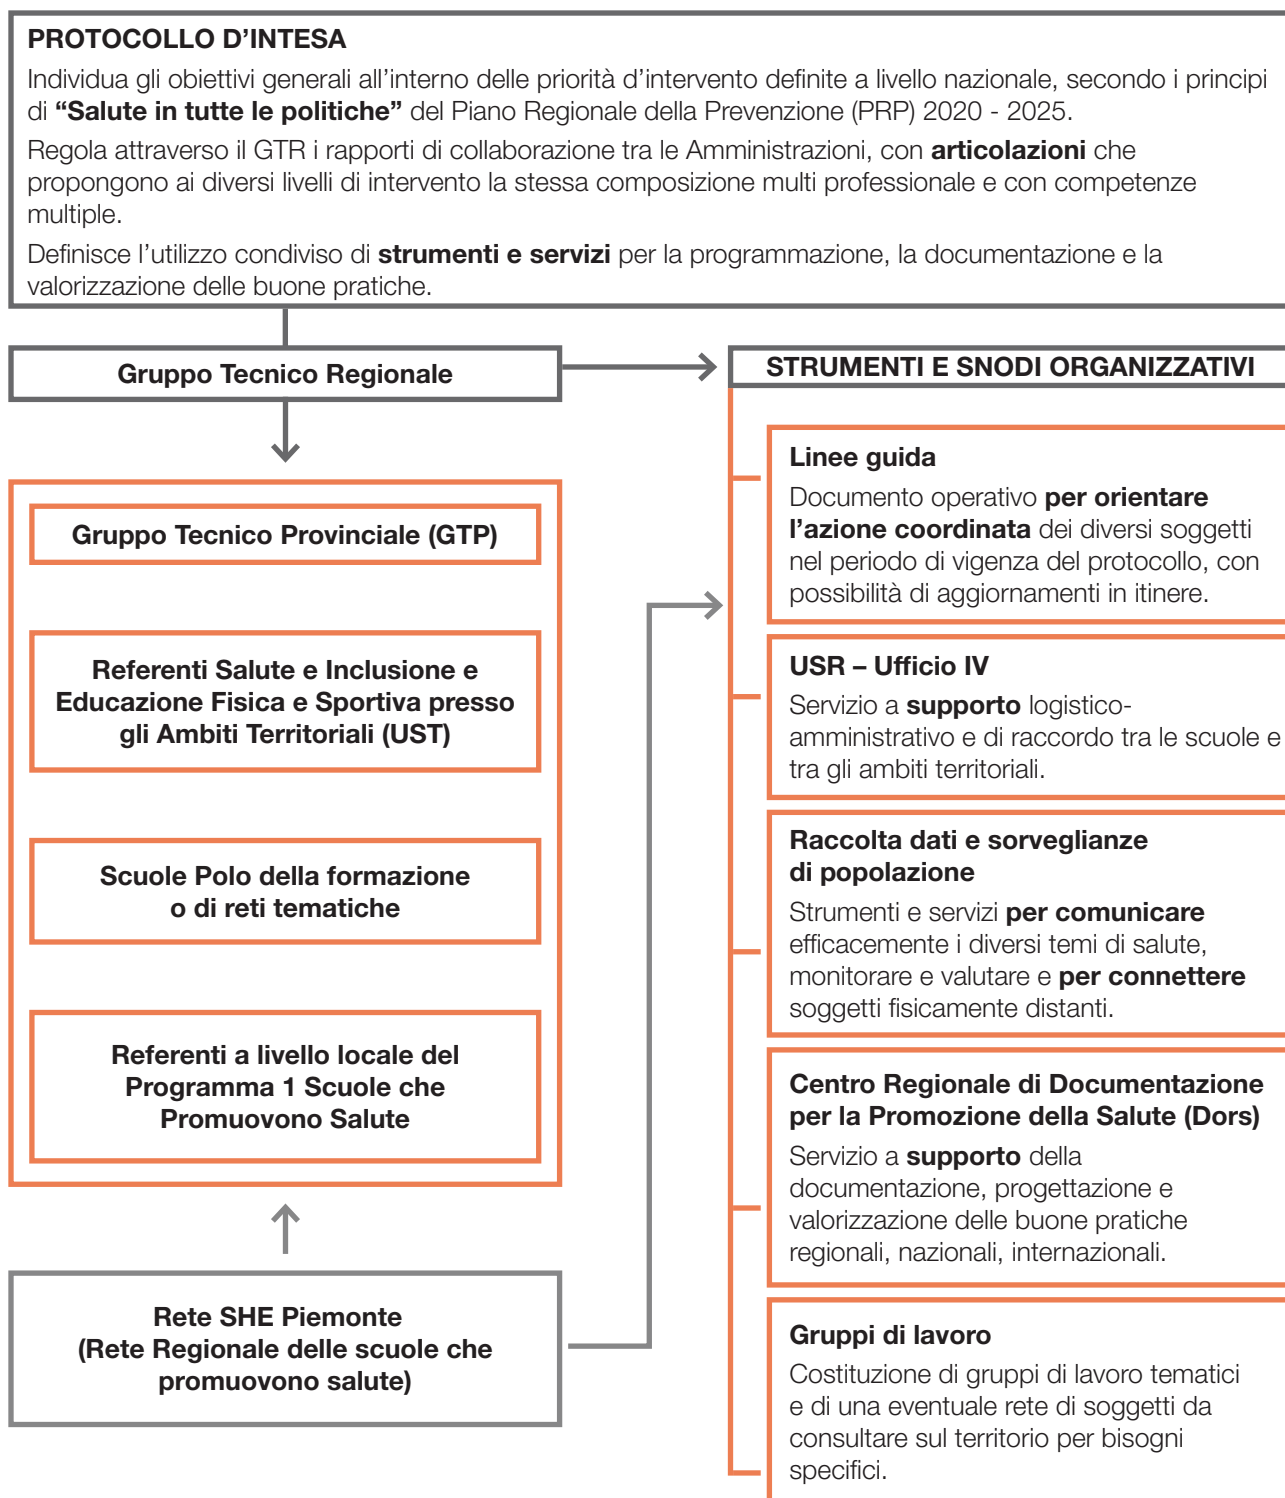 PROTOCOLLO D’INTESA
Individua gli obiettivi generali all’interno delle priorità d’intervento definite a livello nazionale, secondo i principi
di “Salute in tutte le politiche” del Piano Regionale della Prevenzione (PRP) 2020 - 2025.
Regola attraverso il GTR i rapporti di collaborazione tra le Amministrazioni, con articolazioni che
propongono ai diversi livelli di intervento la stessa composizione multi professionale e con competenze
multiple.
Definisce l’utilizzo condiviso di strumenti e servizi per la programmazione, la documentazione e la
valorizzazione delle buone pratiche.
Gruppo Tecnico Regionale
Gruppo Tecnico Provinciale (GTP)
Referenti Salute e Inclusione e
Educazione Fisica e Sportiva presso
gli Ambiti Territoriali (UST)
Scuole Polo della formazione
o di reti tematiche
Referenti a livello locale del
Programma 1 Scuole che
Promuovono Salute
Rete SHE Piemonte
(Rete Regionale delle scuole che
promuovono salute)
STRUMENTI E SNODI ORGANIZZATIVI
Linee guida
Documento operativo per orientare
l’azione coordinata dei diversi soggetti
nel periodo di vigenza del protocollo, con
possibilità di aggiornamenti in itinere.
USR – Ufficio IV
Servizio a supporto logistico-
amministrativo e di raccordo tra le scuole e
tra gli ambiti territoriali.
Raccolta dati e sorveglianze
di popolazione
Strumenti e servizi per comunicare
efficacemente i diversi temi di salute,
monitorare e valutare e per connettere
soggetti fisicamente distanti.
Centro Regionale di Documentazione
per la Promozione della Salute (Dors)
Servizio a supporto della
documentazione, progettazione e
valorizzazione delle buone pratiche
regionali, nazionali, internazionali.
Gruppi di lavoro
Costituzione di gruppi di lavoro tematici
e di una eventuale rete di soggetti da
consultare sul territorio per bisogni
specifici.